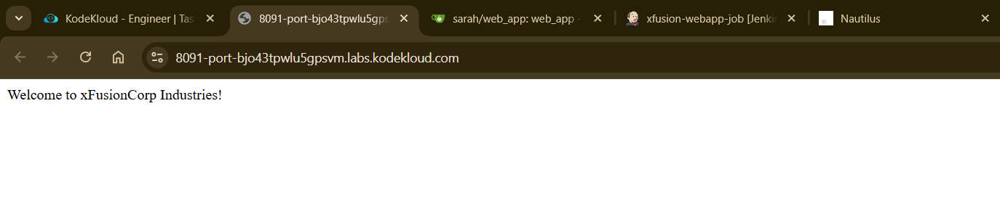 KodeKloud - Engineer | Tas
8091-port-bjo43tpwlu5gps
sarah/web_app: web_app -
xfusion-webapp-job [Jenki
Nautilus
8091-port-bjo43tpwlu5gpsvm.labs.kodekloud.com
Welcome to xFusionCorp Industries!